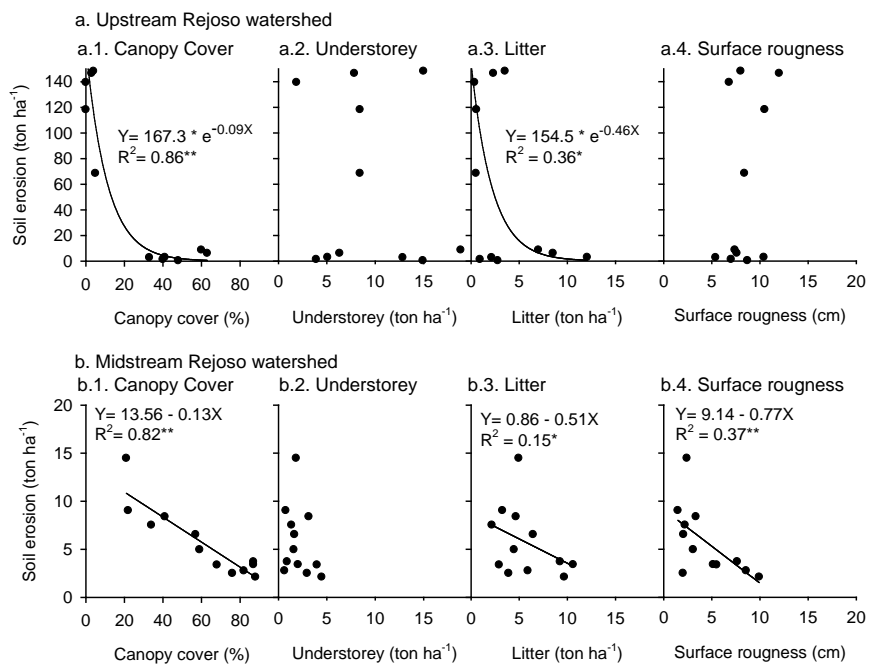 a. Upstream Rejoso watershed
a.1. Canopy Cover
a.2. Understorey
a.3. Litter
a.4. Surface rougness
Soil erosion (ton ha-1)
140
120
100
80
60
40
20
0
Y= 167.3 * e-0.09X
R2= 0.86**
Y= 154.5 * e-0.46X
R2= 0.36*
0 20 40 60 80
0 5 10 15
0 5 10 15
0 5 10 15 20
Canopy cover (%)
Understorey (ton ha-1)
Litter (ton ha-1)
Surface rougness (cm)
b. Midstream Rejoso watershed
b.1. Canopy Cover
b.2. Understorey
b.3. Litter
b.4. Surface rougness
Soil erosion (ton ha-1)
20
15
10
5
0
Y= 13.56 - 0.13X
R2= 0.82**
Y= 0.86 - 0.51X
R2= 0.15*
Y= 9.14 - 0.77X
R2= 0.37**
20 40 60 80
0 5 10 15
0 5 10 15
0 5 10 15 20
Canopy cover (%)
Understorey (ton ha-1)
Litter (ton ha-1)
Surface rougness (cm)